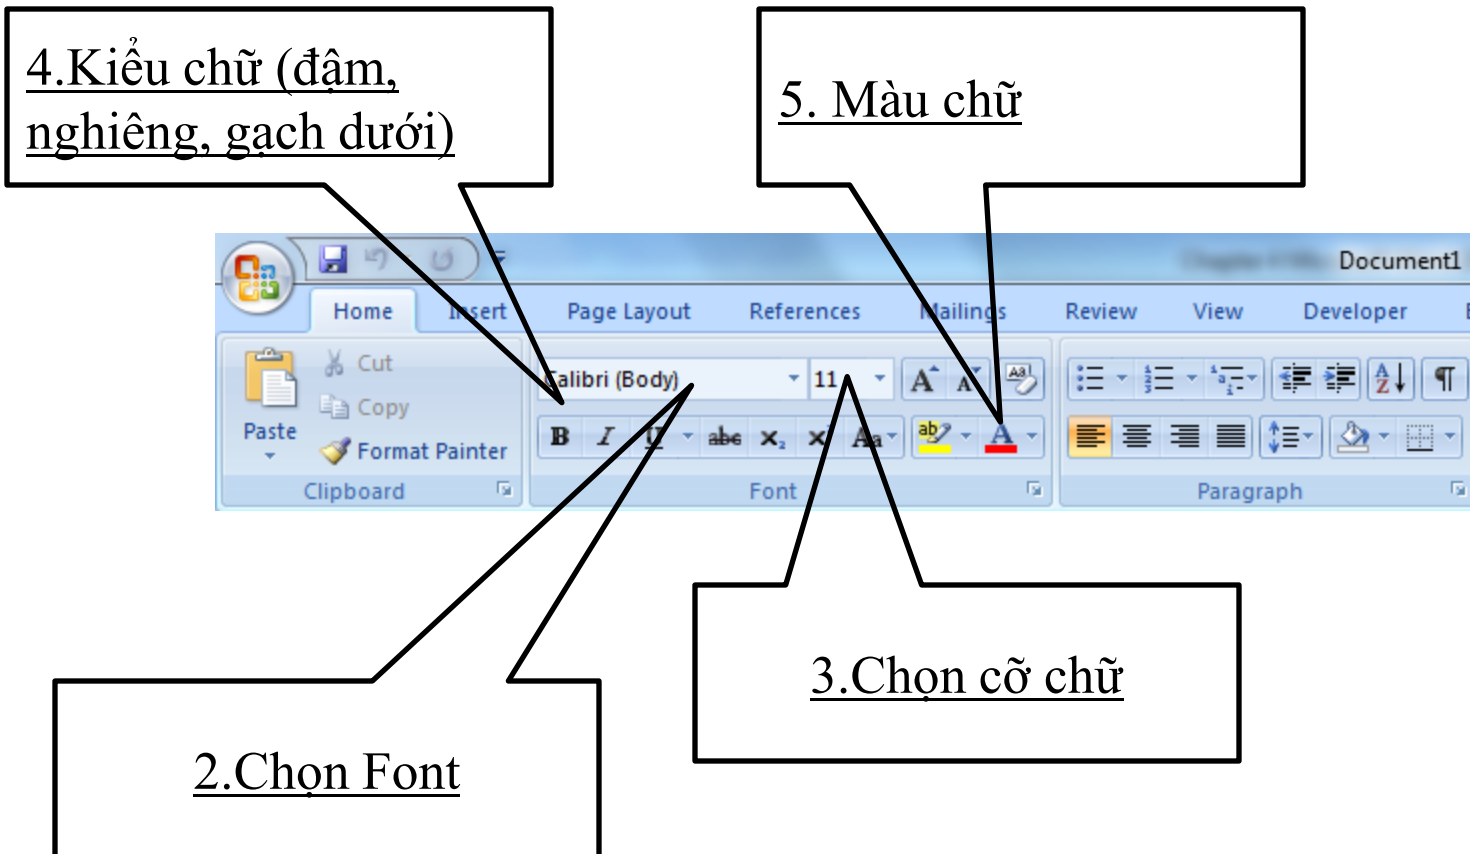 4.Kiểu chữ (đậm,
nghiêng, gạch dưới)
5. Màu chữ
Document1
Home Insert Page Layout References Mailings Review View Developer
Cut
Copy
Paste
Format Painter
Clipboard
Calibri (Body)
11
Font
Paragraph
3.Chọn cỡ chữ
2.Chọn Font